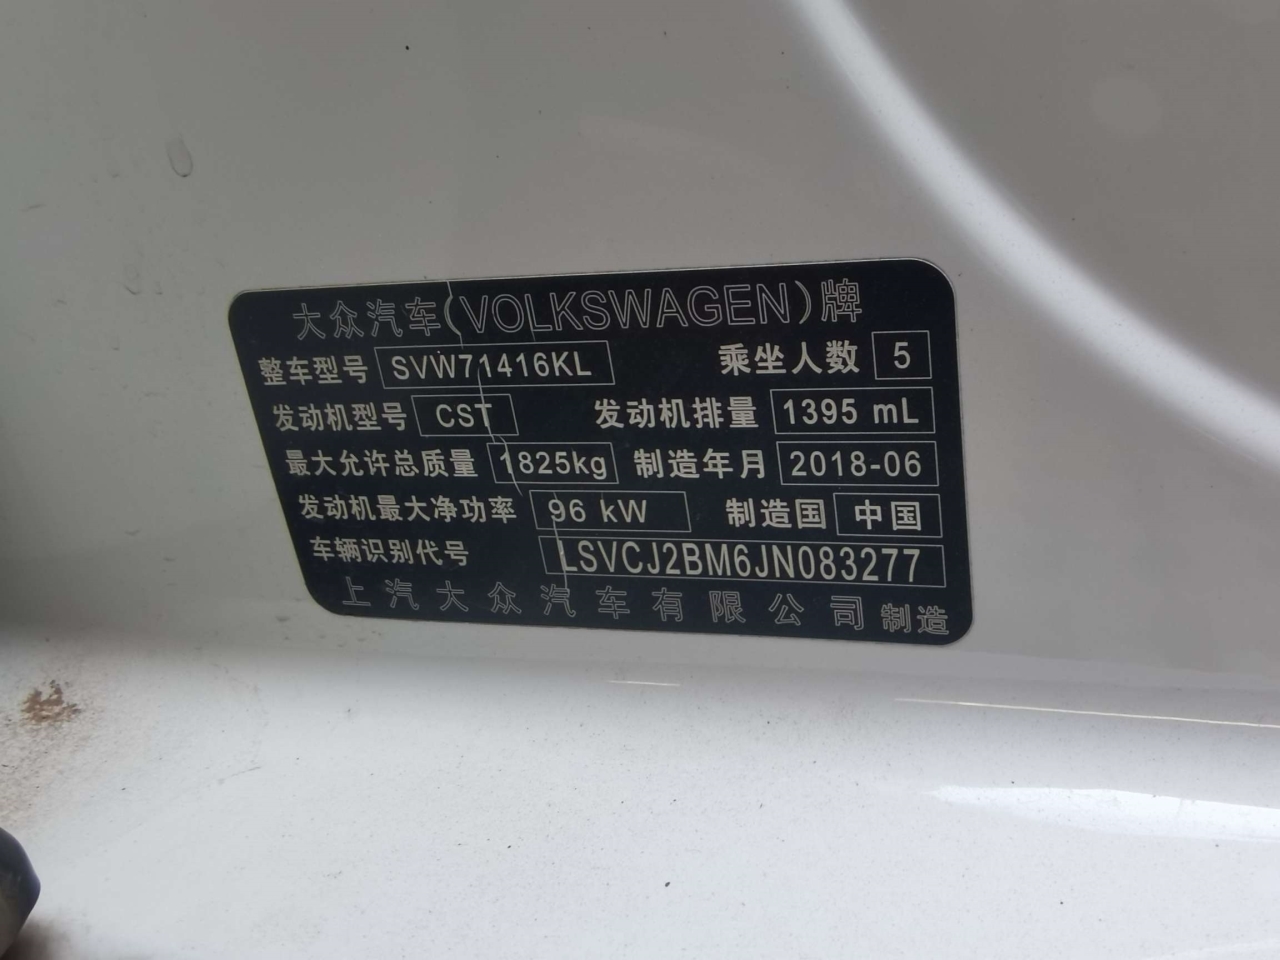 大众汽车(VOLKSWAGEN)牌
整车型号 SVW71416KL 乘坐人数 5
发动机型号 CST 发动机排量 1395 mL
最大允许总质量 1825kg 制造年月 2018-06
发动机最大净功率 96 kW 制造国 中国
车辆识别代号 LSVCJ2BM6JN083277
上汽大众汽车有限公司 制造